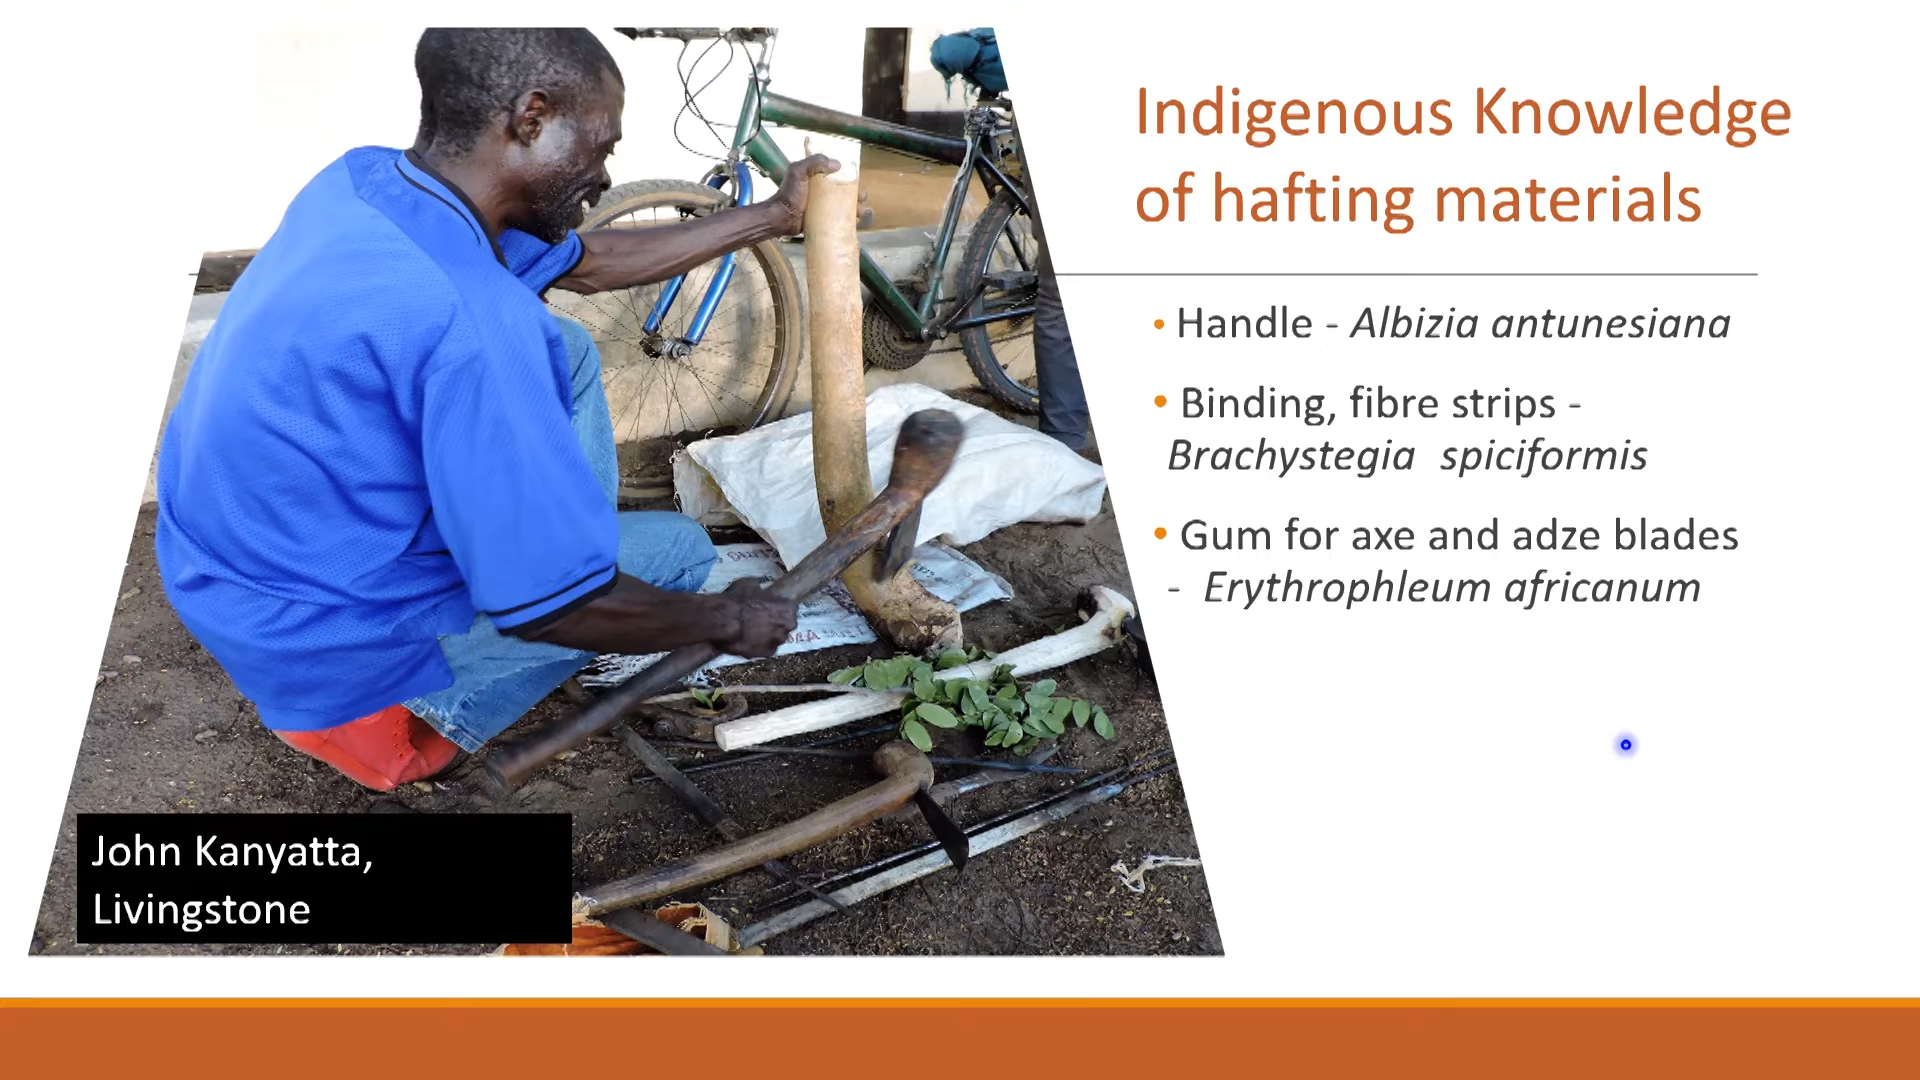 Indigenous Knowledge
of hafting materials
• Handle - Albizia antunesiana
• Binding, fibre strips -
Brachystegia spiciformis
• Gum for axe and adze blades
- Erythrophleum africanum
John Kanyatta,
Livingstone